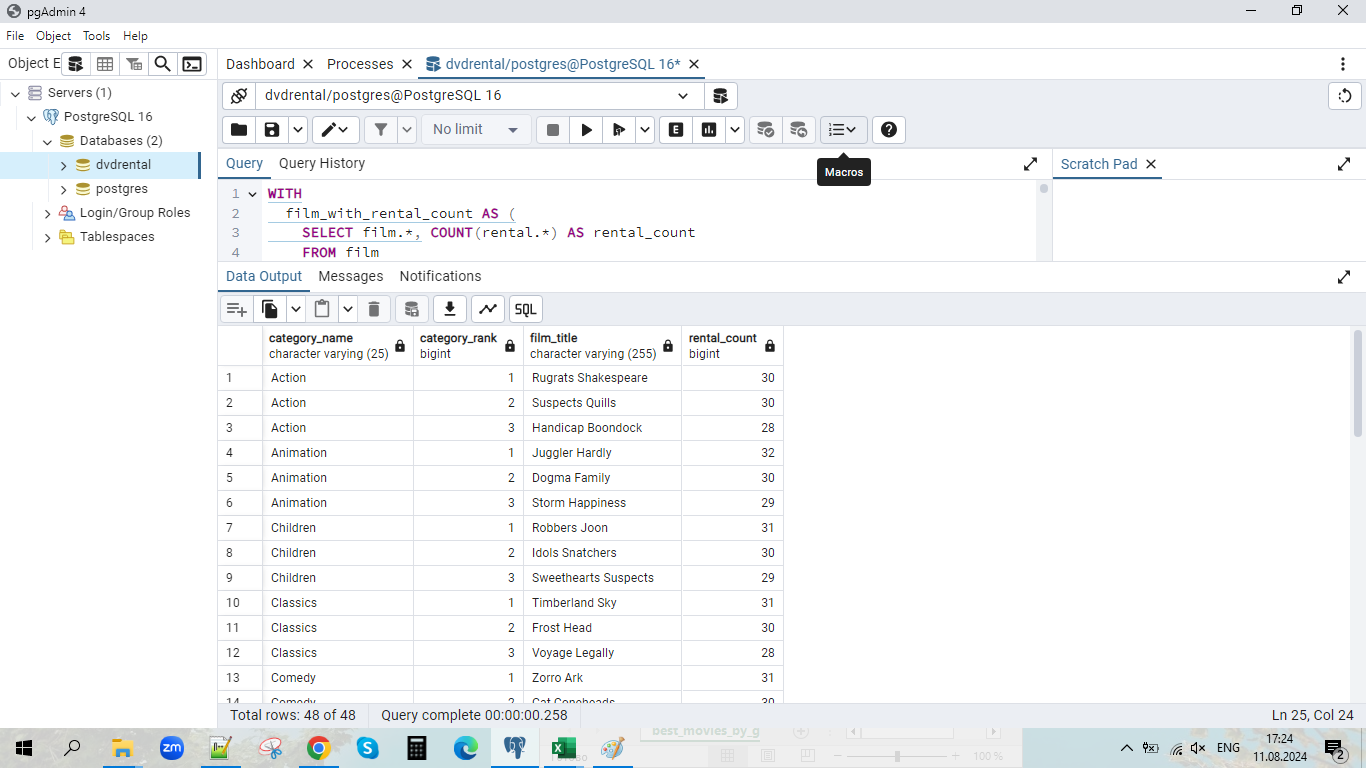 pgAdmin 4
File Object Tools Help
Object E
Dashboard Processes dvdrental/postgres@PostgreSQL 16*
Servers (1)
PostgreSQL 16
Databases (2)
dvdrental
postgres
Login/Group Roles
Tablespaces
dvdrental/postgres@PostgreSQL 16
No limit
E
Macros
Query Query History
Scratch Pad
1 WITH
2 film_with_rental_count AS (
3 SELECT film.*, COUNT(rental.*) AS rental_count
4 FROM film
Data Output Messages Notifications
SQL
category_name category_rank film_title rental_count
character varying (25) bigint character varying (255) bigint
1 Action 1 Rugrats Shakespeare 30
2 Action 2 Suspects Quills 30
3 Action 3 Handicap Boondock 28
4 Animation 1 Juggler Hardly 32
5 Animation 2 Dogma Family 30
6 Animation 3 Storm Happiness 29
7 Children 1 Robbers Joon 31
8 Children 2 Idols Snatchers 30
9 Children 3 Sweethearts Suspects 29
10 Classics 1 Timberland Sky 31
11 Classics 2 Frost Head 30
12 Classics 3 Voyage Legally 28
13 Comedy 1 Zorro Ark 31
14 Comedy 2 Cat Coneheads 30
Total rows: 48 of 48 Query complete 00:00:00.258 Ln 25, Col 24
best_movies_by_g
100 %
zm
ENG
17:24
11.08.2024
2